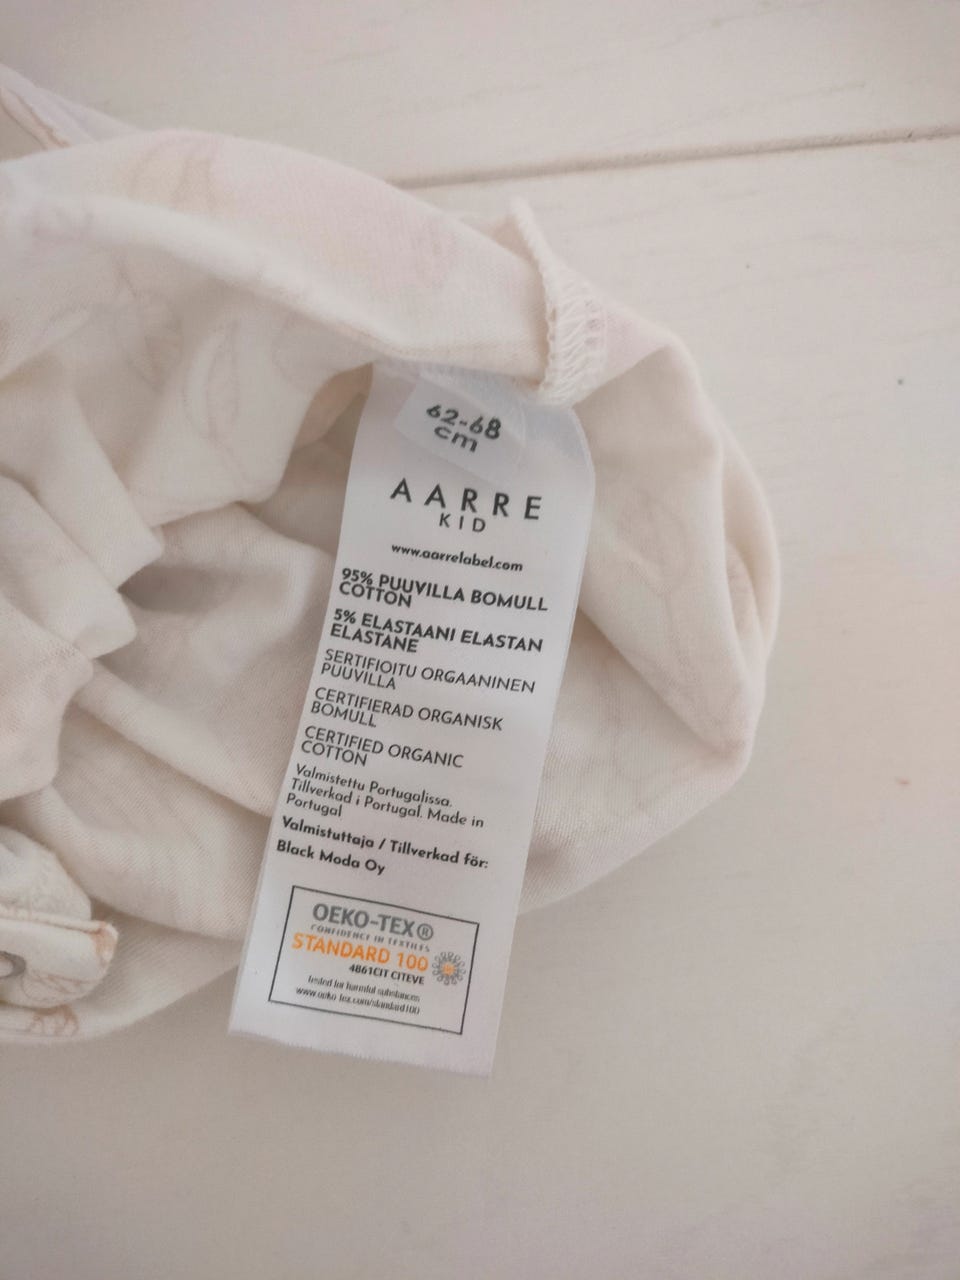 62-68
cm
AARRE
KID
www.aarrelabel.com
95% PUUVILLA BOMULL
COTTON
5% ELASTAANI ELASTAN
ELASTANE
SERTIFIOITU ORGAANINEN
PUUVILLA
CERTIFIERAD ORGANISK
BOMULL
CERTIFIED ORGANIC
COTTON
Valmistettu Portugalissa.
Tillverkad i Portugal. Made in
Portugal
Valmistuttaja / Tillverkad för:
Black Moda Oy
OEKO-TEX®
CONFIDENCE IN TEXTILES
STANDARD 100
4861CIT CITEVE
tested for harmful substances
www.oeko-tex.com/standard100